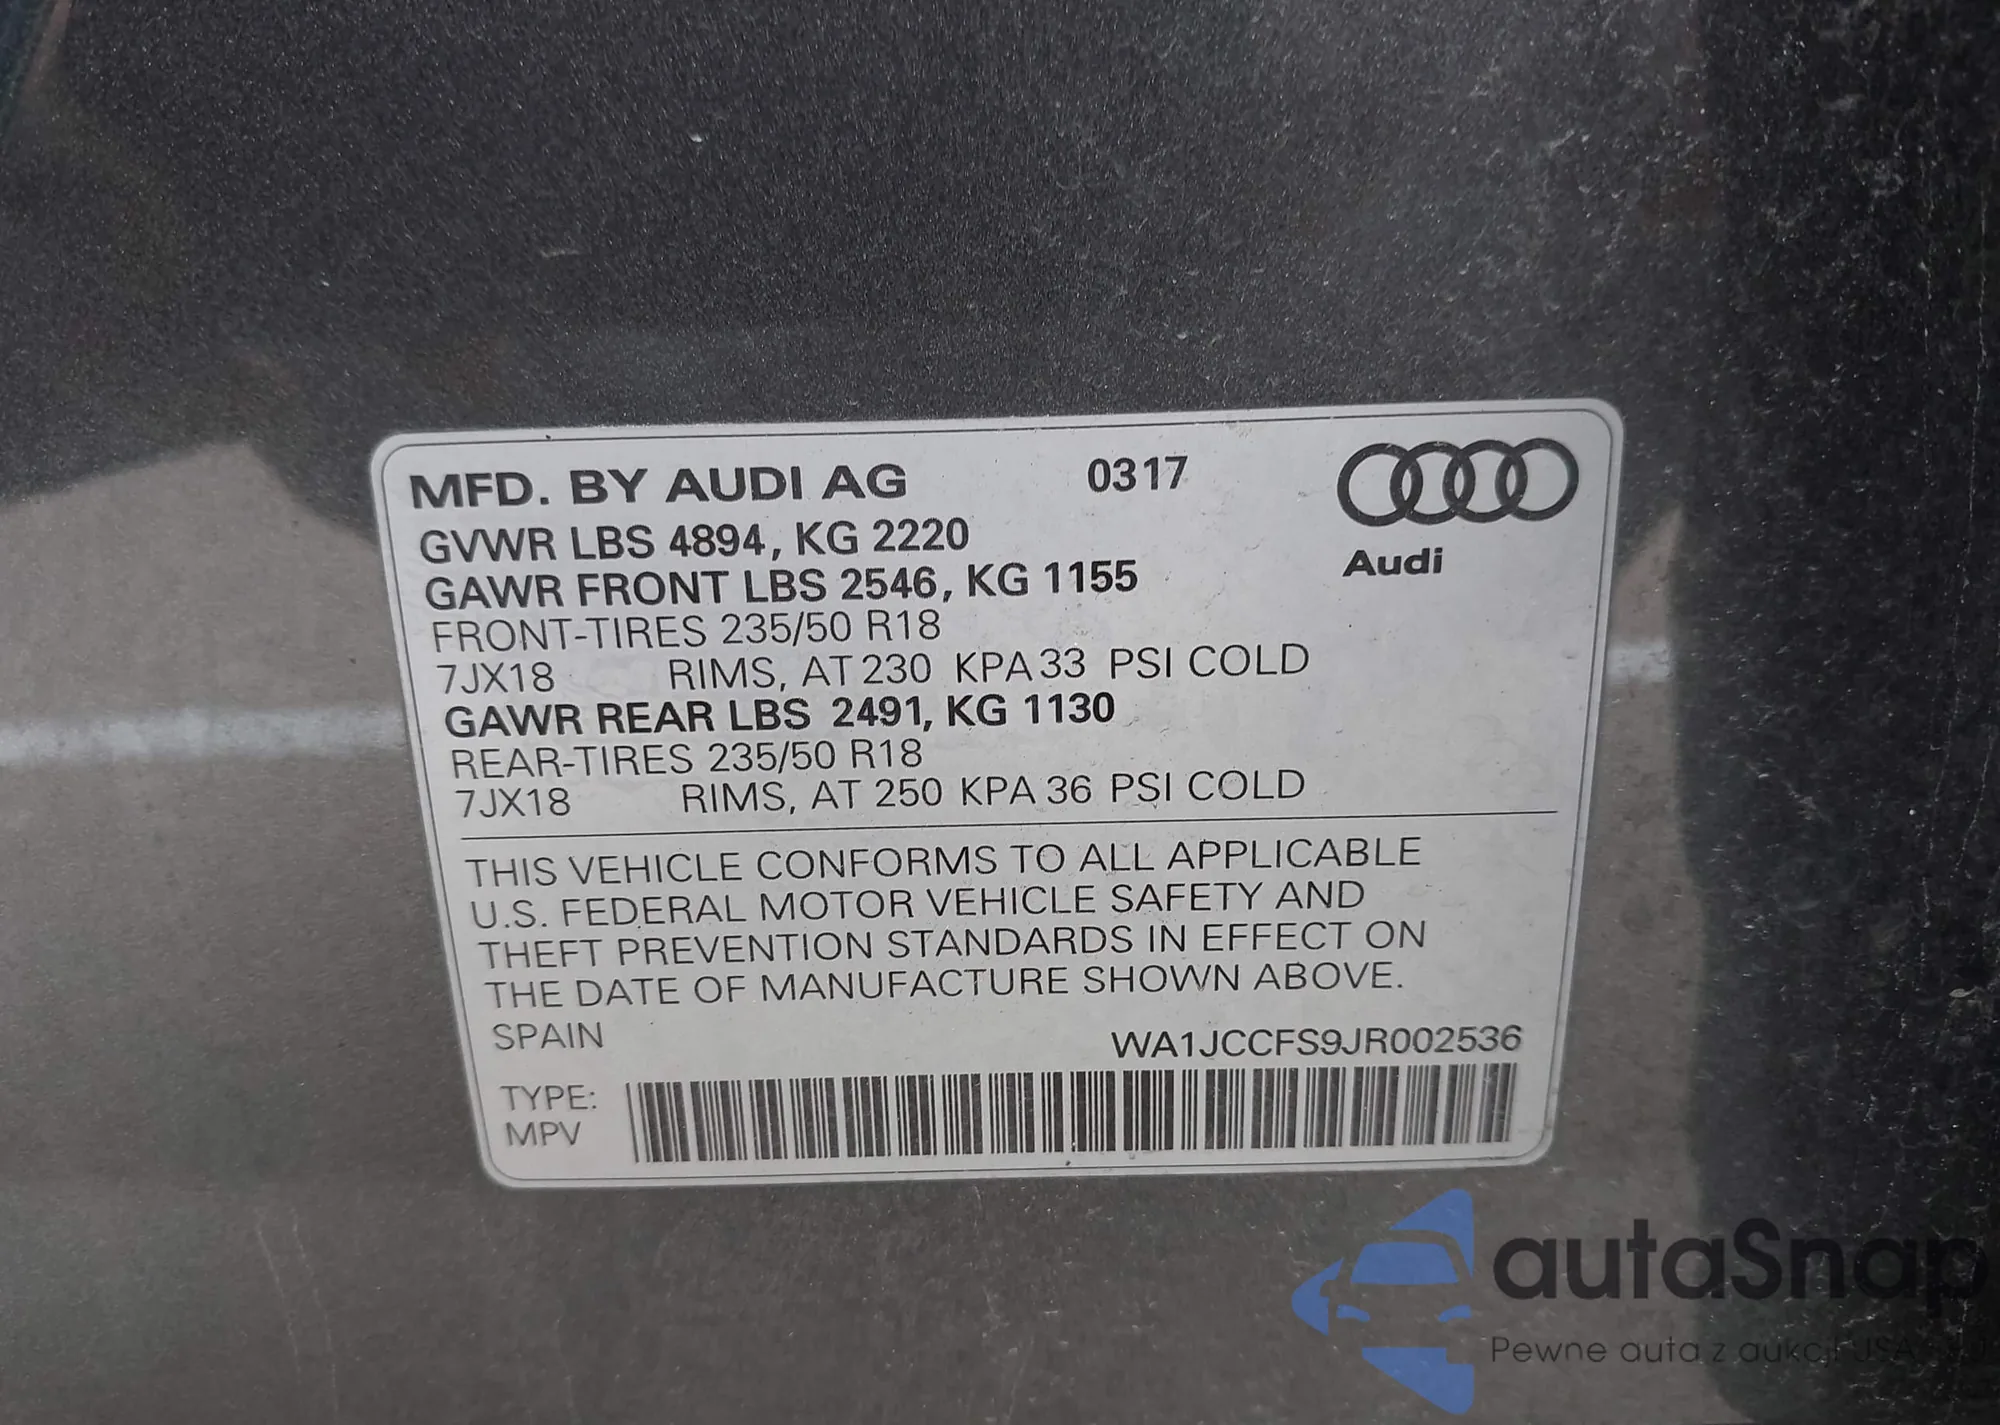 MFD. BY AUDI AG 0317
GVWR LBS 4894, KG 2220
GAWR FRONT LBS 2546, KG 1155
Audi
FRONT-TIRES 235/50 R18
7JX18 RIMS, AT 230 KPA 33 PSI COLD
GAWR REAR LBS 2491, KG 1130
REAR-TIRES 235/50 R18
7JX18 RIMS, AT 250 KPA 36 PSI COLD
THIS VEHICLE CONFORMS TO ALL APPLICABLE
U.S. FEDERAL MOTOR VEHICLE SAFETY AND
THEFT PREVENTION STANDARDS IN EFFECT ON
THE DATE OF MANUFACTURE SHOWN ABOVE.
SPAIN WA1JCCFS9JR002536
TYPE:
MPV
autaSnap
Pewne auta z aukcji USA